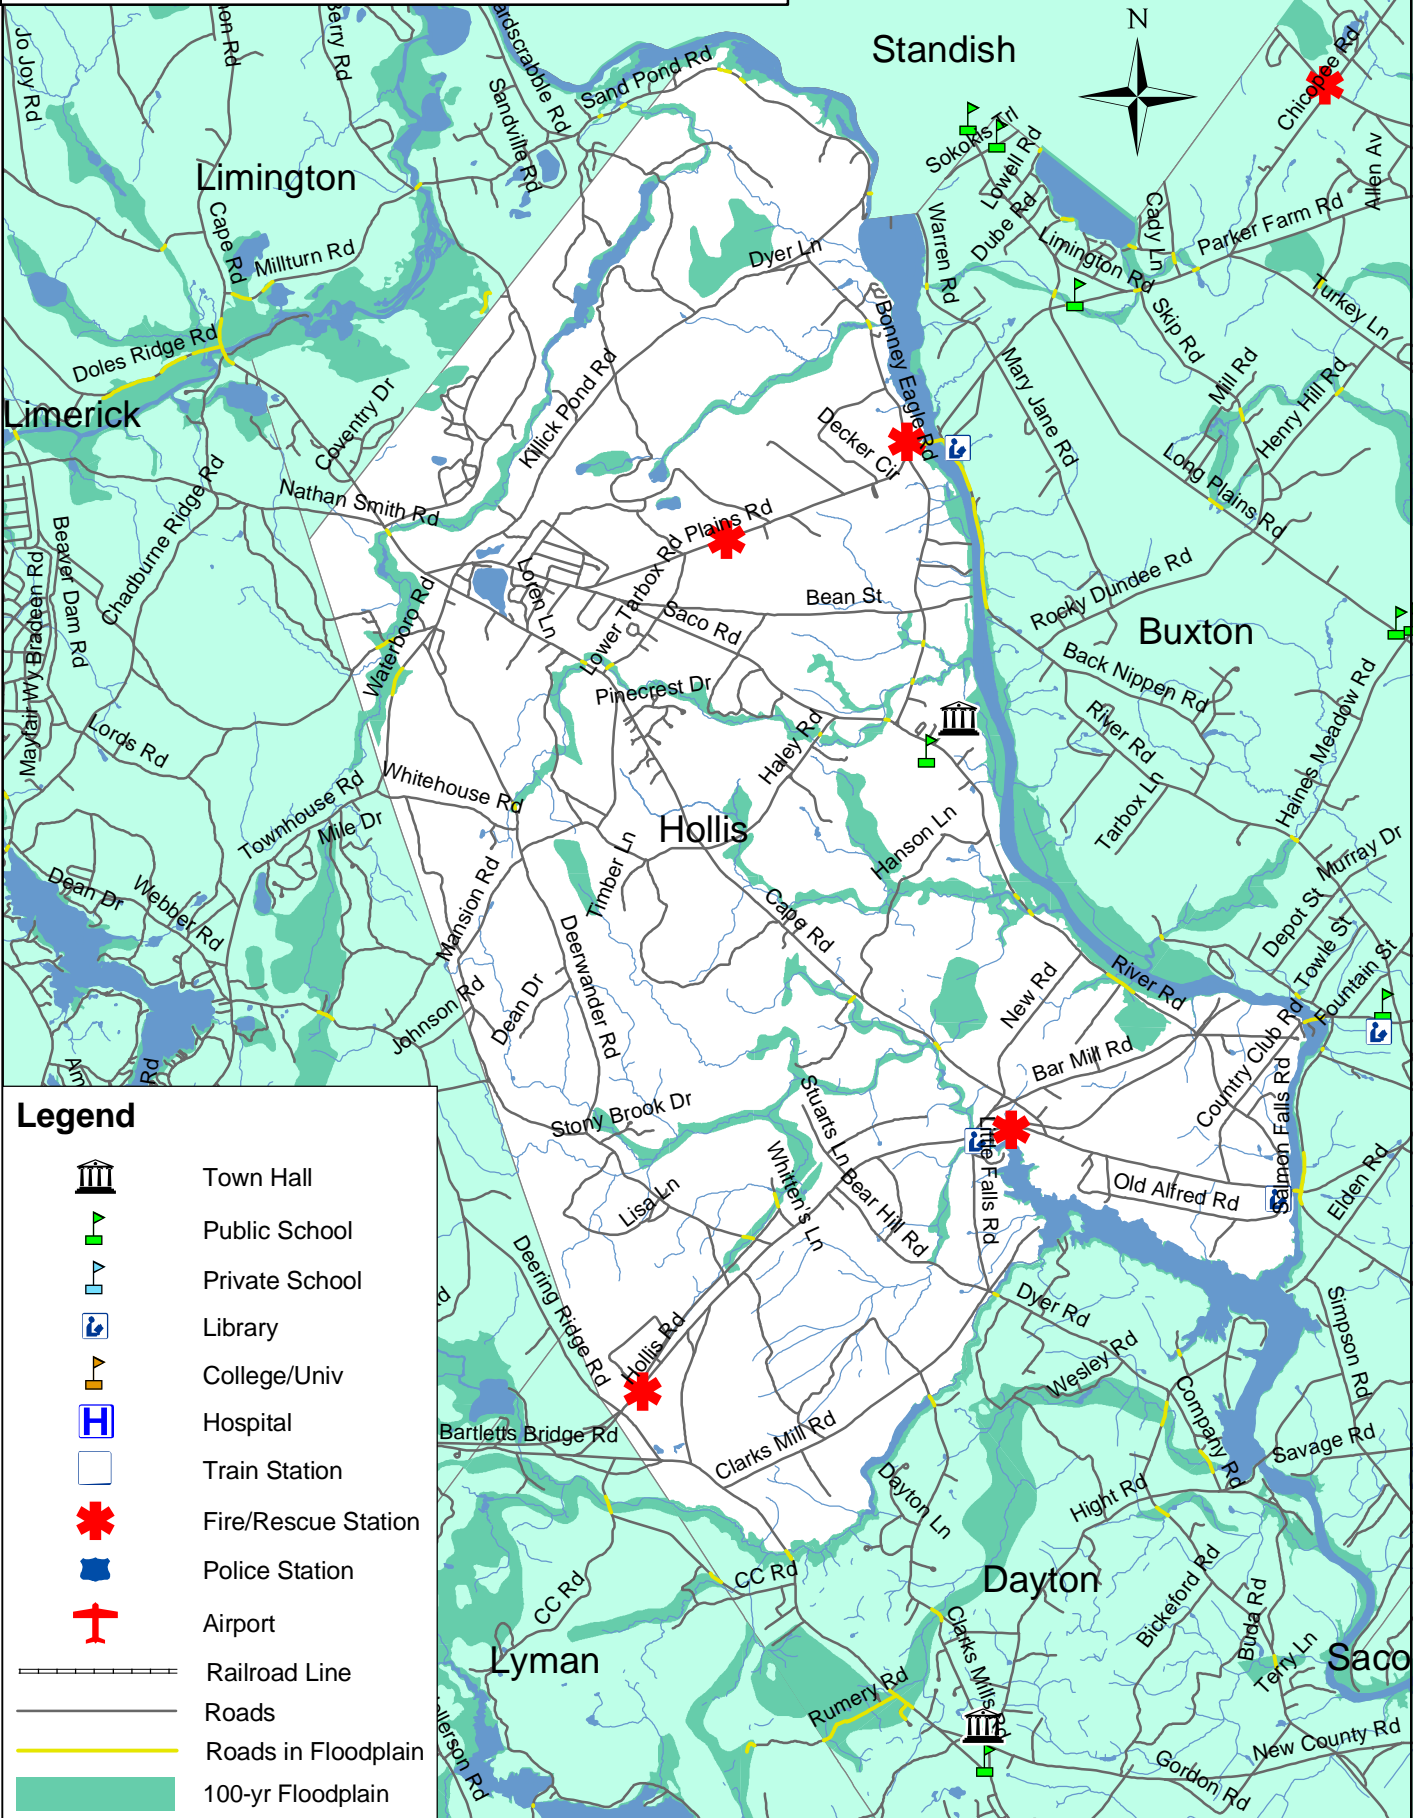 Standish
N
Jo Joy Rd
Berry Rd
Sandville Rd
Sand Pond Rd
Chicopee Rd
Sokokis Trl
Lowell Rd
Allen Av
Limington
Cape Rd
Millturn Rd
Dyer Ln
Warren Rd
Dube Rd
Limington Rd
Cady Ln
Parker Farm Rd
Turkey Ln
Skip Rd
Doles Ridge Rd
Limerick
Coventry Dr
Killick Pond Rd
Bonney Eagle Rd
Mary Jane Rd
Mill Rd
Henry Hill Rd
Decker Cir
Long Plains Rd
Nathan Smith Rd
Chadburne Ridge Rd
Plains Rd
Beaver Dam Rd
Bradeen Rd
Mayfair Wy
Waterboro Rd
Loren Ln
Lower Tarbox Rd
Saco Rd
Bean St
Rocky Dundee Rd
Buxton
Back Nippen Rd
Pinecrest Dr
Haley Rd
River Rd
Haines Meadow Rd
Lords Rd
Townhouse Rd
Mile Dr
Whitehouse Rd
Hollis
Tarbox Ln
Hanson Ln
Murray Dr
Dean Dr
Webber Rd
Mansion Rd
Timber Ln
Deerwander Rd
Cape Rd
Depot St
Towle St
Fountain St
Johnson Rd
Dean Dr
New Rd
River Rd
Bar Mill Rd
Country Club Rd
Salmon Falls Rd
Rd
Stony Brook Dr
Stuarts Ln
Little Falls Rd
Old Alfred Rd
Elden Rd
Lisa Ln
Whitten's Ln
Bear Hill Rd
Deering Ridge Rd
Dyer Rd
Simpson Rd
Hollis Rd
Wesley Rd
Company Rd
Bartletts Bridge Rd
Clarks Mill Rd
Savage Rd
Dayton Ln
Hight Rd
CC Rd
CC Rd
Dayton
Bickeford Rd
Buda Rd
Terry Ln
Saco
Lyman
Clarks Mills Rd
Rumery Rd
New County Rd
Gordon Rd
Legend
Town Hall
Public School
Private School
Library
College/Univ
H
Hospital
Train Station
Fire/Rescue Station
Police Station
Airport
Railroad Line
Roads
Roads in Floodplain
100-yr Floodplain